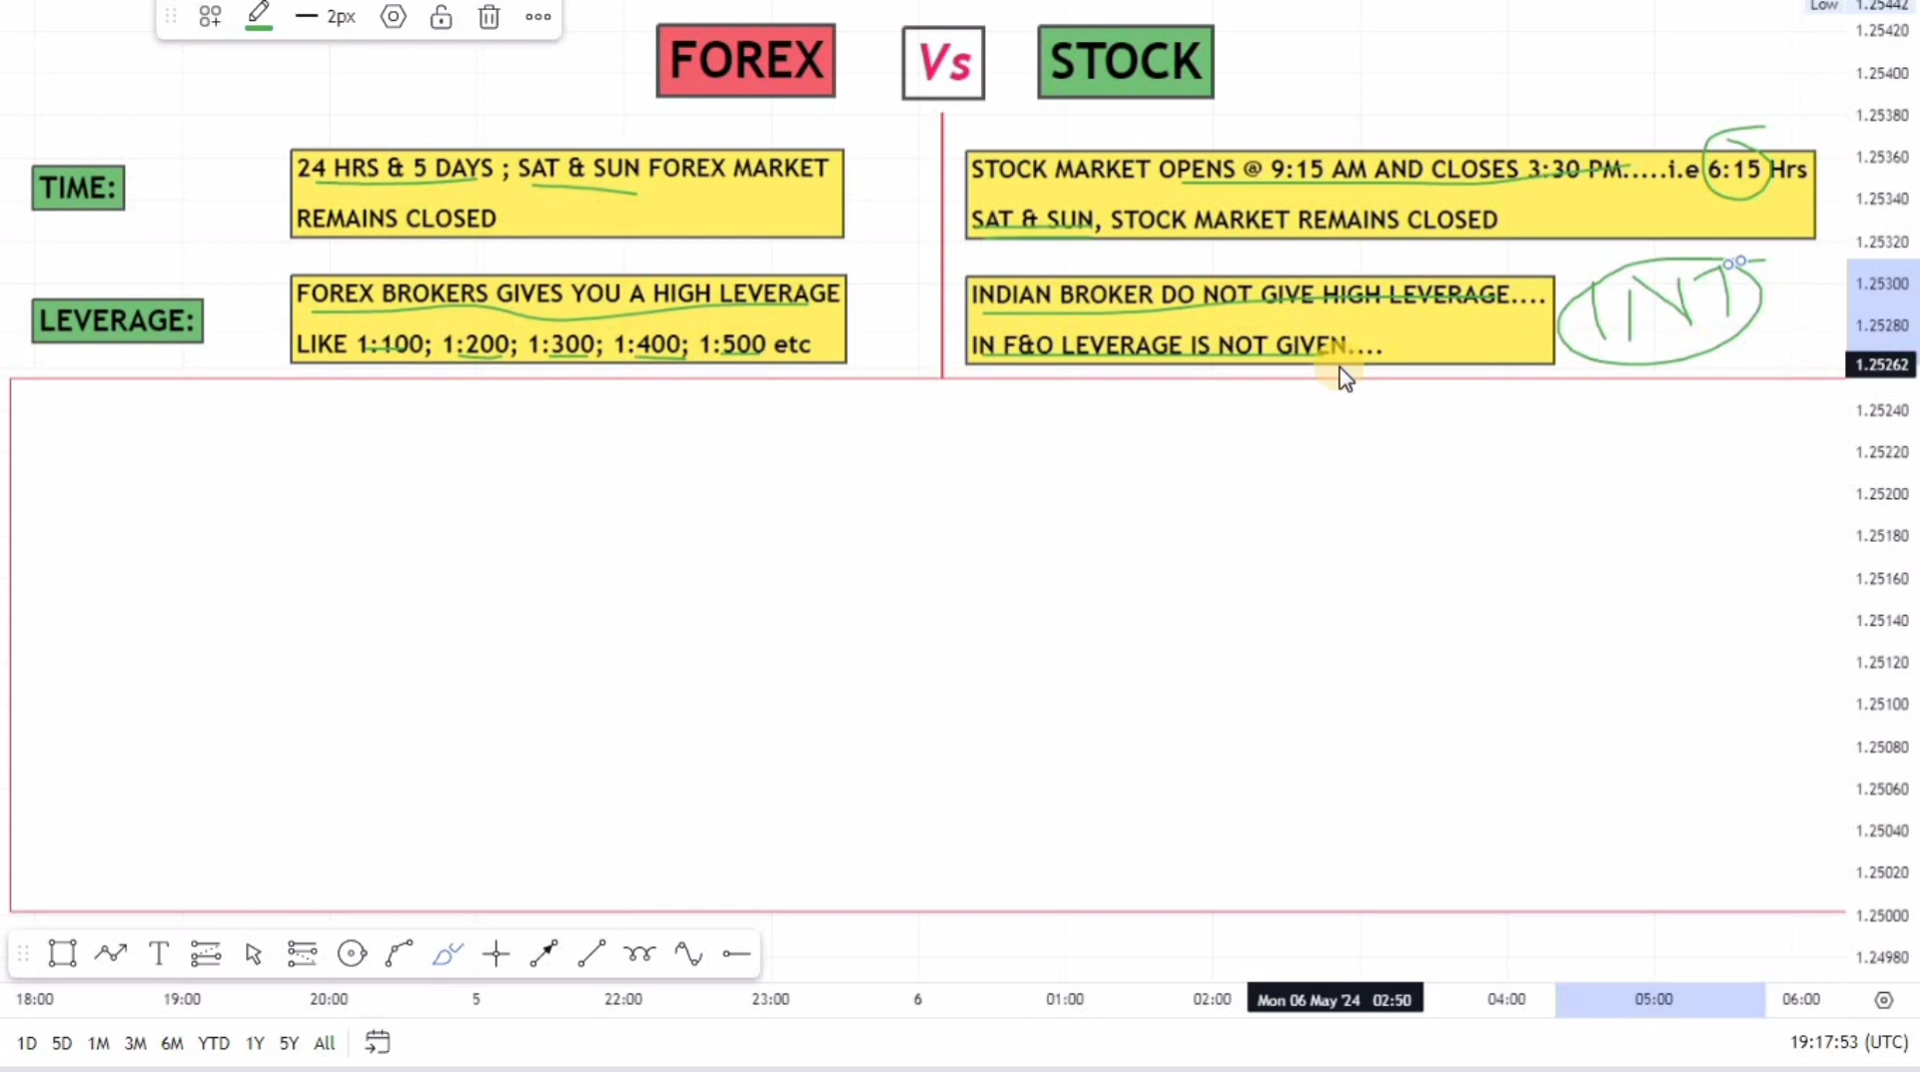 Low 1.25442
2px
FOREX Vs STOCK
TIME:
24 HRS & 5 DAYS ; SAT & SUN FOREX MARKET
REMAINS CLOSED
STOCK MARKET OPENS @ 9:15 AM AND CLOSES 3:30 PM.....i.e 6:15 Hrs
SAT & SUN, STOCK MARKET REMAINS CLOSED
LEVERAGE:
FOREX BROKERS GIVES YOU A HIGH LEVERAGE
LIKE 1:100; 1:200; 1:300; 1:400; 1:500 etc
INDIAN BROKER DO NOT GIVE HIGH LEVERAGE....
IN F&O LEVERAGE IS NOT GIVEN....
INT
1.25420
1.25400
1.25380
1.25360
1.25340
1.25320
1.25300
1.25280
1.25262
1.25240
1.25220
1.25200
1.25180
1.25160
1.25140
1.25120
1.25100
1.25080
1.25060
1.25040
1.25020
1.25000
1.24980
18:00 19:00 20:00 5 22:00 23:00 6 01:00 02:00 Mon 06 May '24 02:50 04:00 05:00 06:00
1D 5D 1M 3M 6M YTD 1Y 5Y All
19:17:53 (UTC)